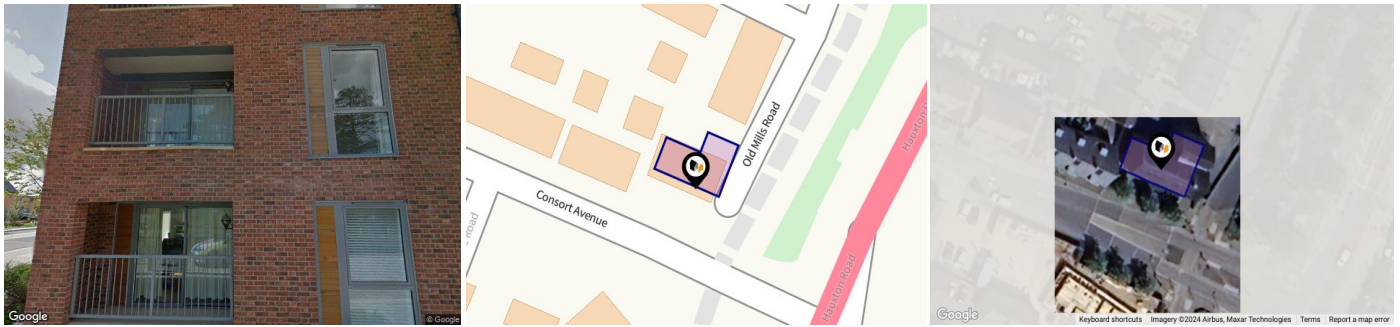 Google
© Google
Consort Avenue
Old Mills Road
Hauxton Road
Google
Keyboard shortcuts
Imagery ©2024 Airbus, Maxar Technologies
Terms
Report a map error